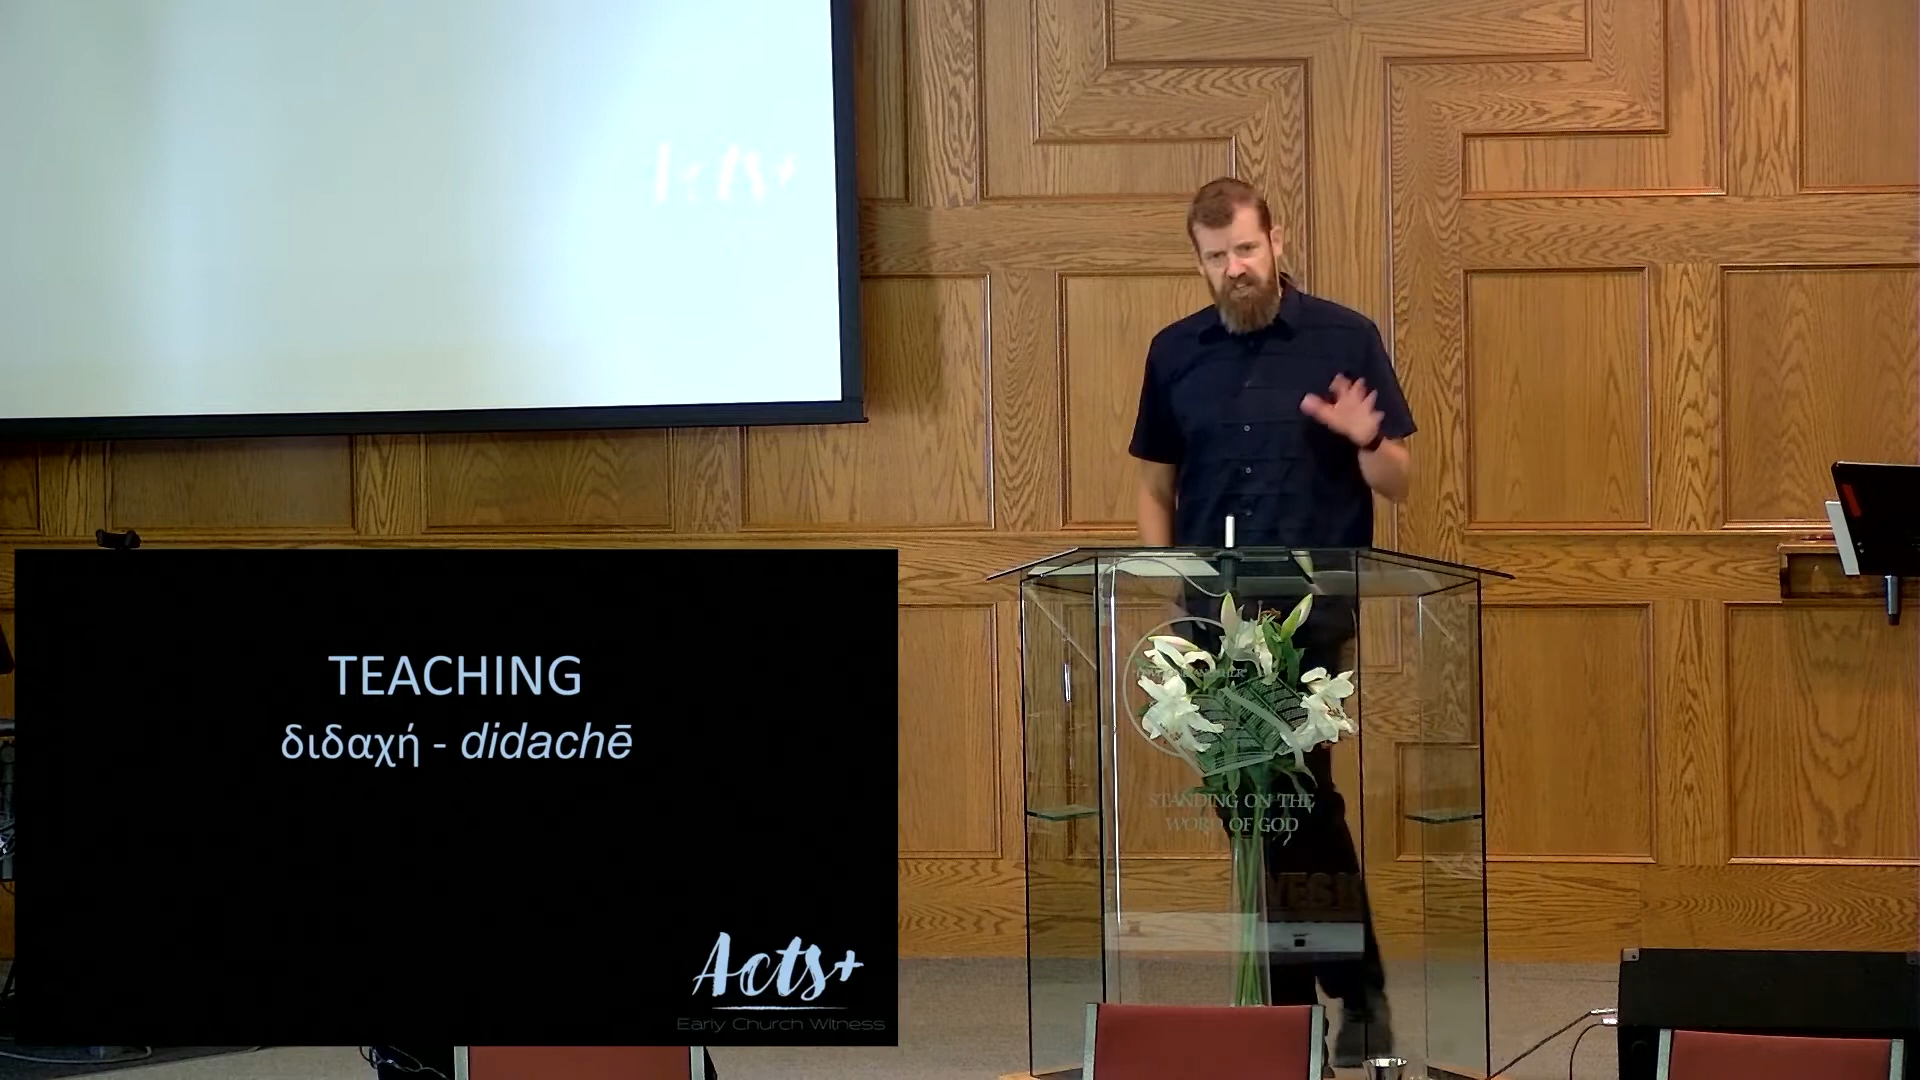 Acts+
TEACHING
διδαχή - didachē
STANDING ON THE
WORD OF GOD
Acts+
Early Church Witness